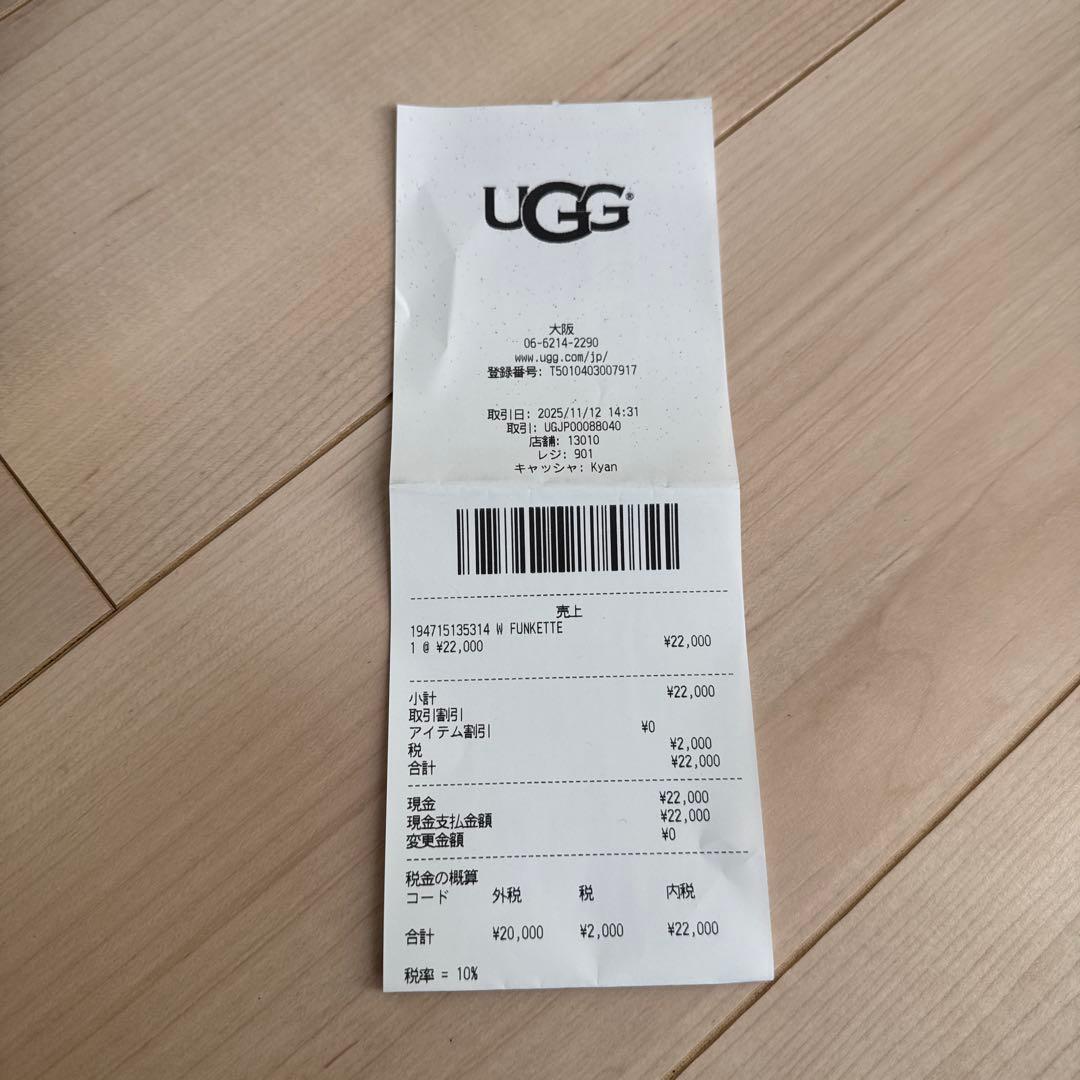 UGG®
大阪
06-6214-2290
www.ugg.com/jp/
登録番号: T5010403007917
取引日: 2025/11/12 14:31
取引: UGJP00088040
店舗: 13010
レジ: 901
キャッシャ: Kyan
売上
194715135314 W FUNKETTE
1 @ ¥22,000 ¥22,000
小計 ¥22,000
取引割引
アイテム割引 ¥0
税 ¥2,000
合計 ¥22,000
現金 ¥22,000
現金支払金額 ¥22,000
変更金額 ¥0
税金の概算
コード 外税 税 内税
合計 ¥20,000 ¥2,000 ¥22,000
税率 = 10%